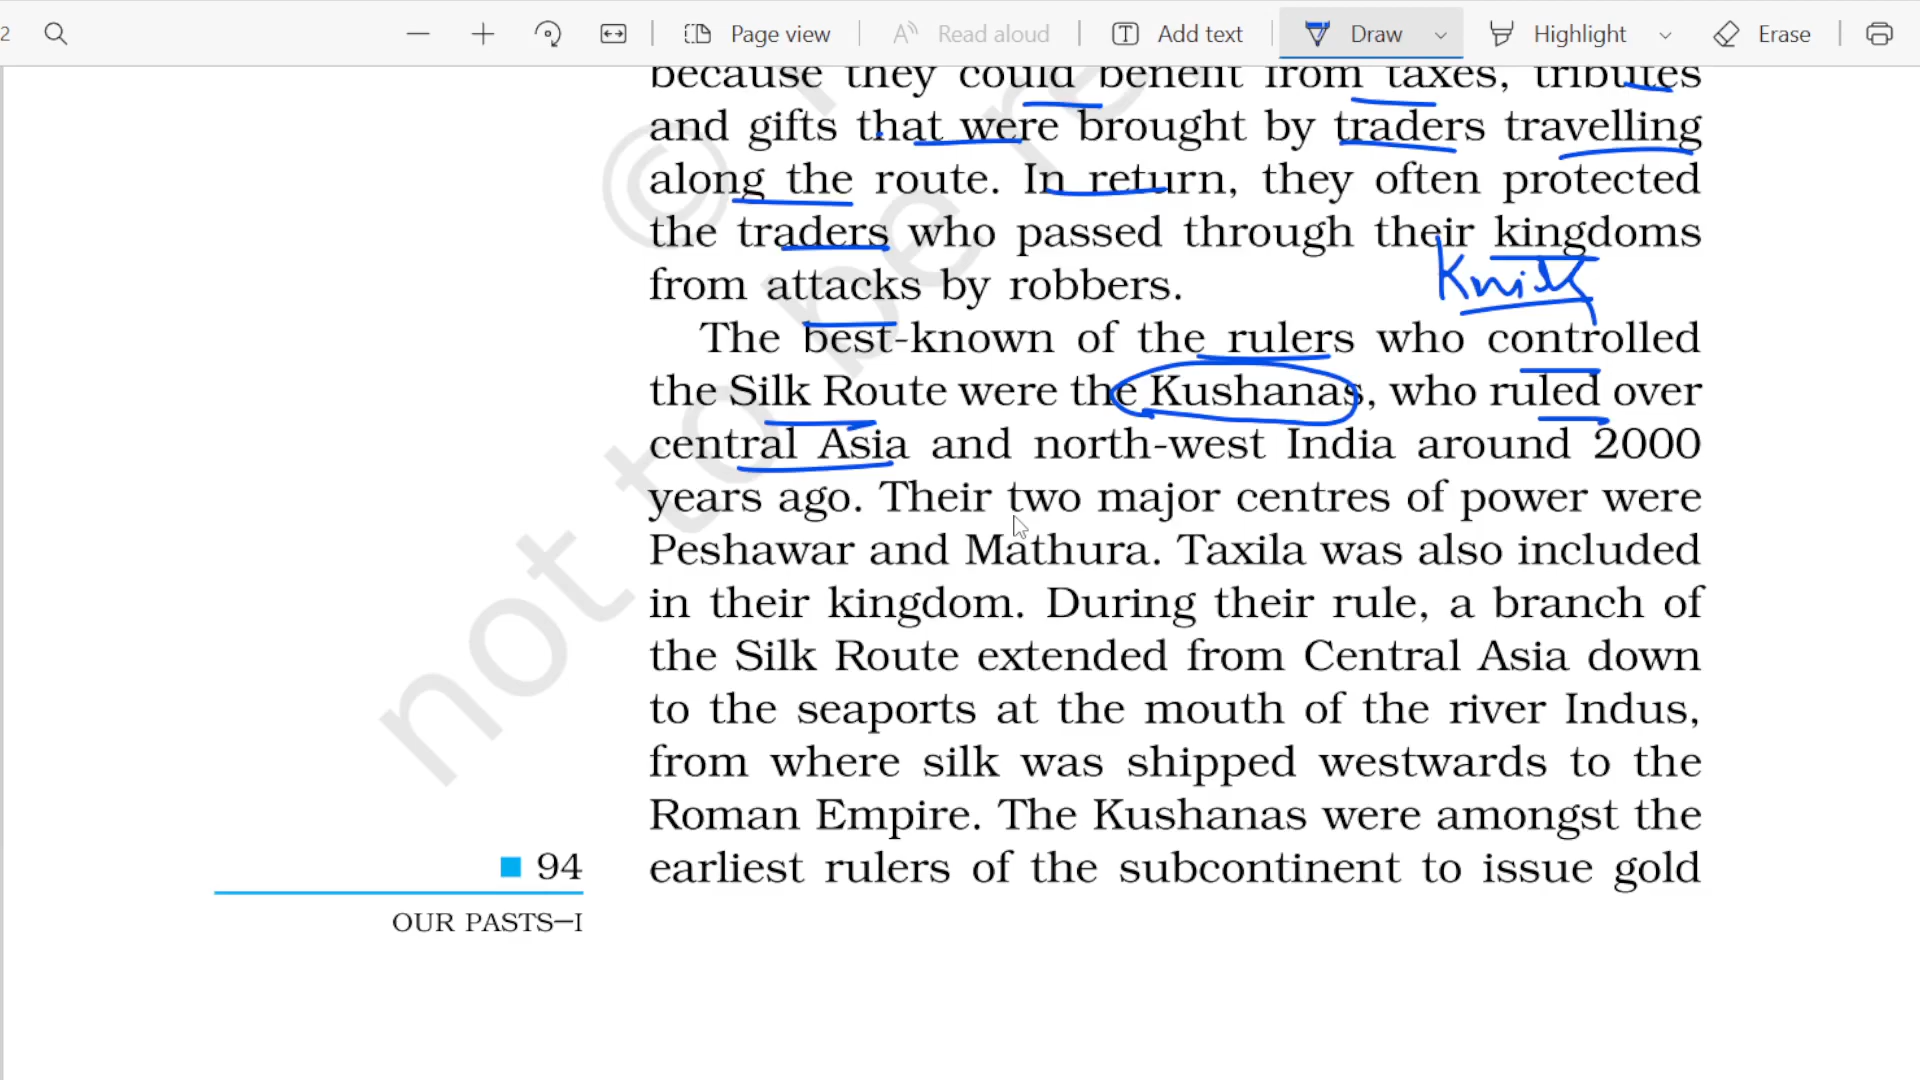 2
Page view
Read aloud
Add text
Draw
Highlight
Erase
because they could benefit from taxes, tributes
and gifts that were brought by traders travelling
along the route. In return, they often protected
the traders who passed through their kingdoms
from attacks by robbers.
The best-known of the rulers who controlled
the Silk Route were the Kushanas, who ruled over
central Asia and north-west India around 2000
years ago. Their two major centres of power were
Peshawar and Mathura. Taxila was also included
in their kingdom. During their rule, a branch of
the Silk Route extended from Central Asia down
to the seaports at the mouth of the river Indus,
from where silk was shipped westwards to the
Roman Empire. The Kushanas were amongst the
earliest rulers of the subcontinent to issue gold
94
OUR PASTS–I
© 
not to be re